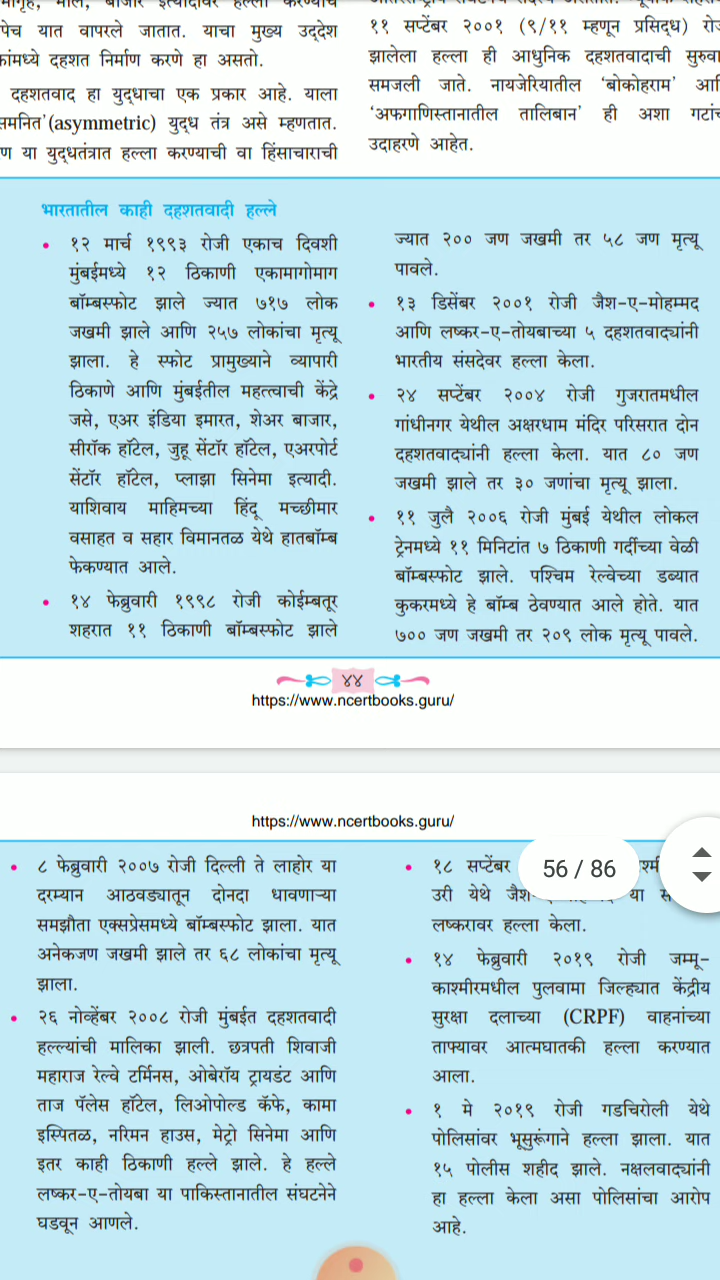 पेच यात वापरले जातात. याचा मुख्य उद्देश
कांमध्ये दहशत निर्माण करणे हा असतो.
दहशतवाद हा युद्धाचा एक प्रकार आहे. याला
समनित'(asymmetric) युद्ध तंत्र असे म्हणतात.
ण या युद्धतंत्रात हल्ला करण्याची वा हिंसाचाराची
११ सप्टेंबर २००१ (९/११ म्हणून प्रसिद्ध) रो
झालेला हल्ला ही आधुनिक दहशतवादाची सुरुवा
समजली जाते. नायजेरियातील 'बोकोहराम' आ
'अफगाणिस्तानातील तालिबान' ही अशा गटां
उदाहरणे आहेत.
भारतातील काही दहशतवादी हल्ले
• १२ मार्च १९९३ रोजी एकाच दिवशी
मुंबईमध्ये १२ ठिकाणी एकामागोमाग
बॉम्बस्फोट झाले ज्यात ७१७ लोक
जखमी झाले आणि २५७ लोकांचा मृत्यू
झाला. हे स्फोट प्रामुख्याने व्यापारी
ठिकाणे आणि मुंबईतील महत्त्वाची केंद्रे
जसे, एअर इंडिया इमारत, शेअर बाजार,
सीरॉक हॉटेल, जुहू सेंटॉर हॉटेल, एअरपोर्ट
सेंटॉर हॉटेल, प्लाझा सिनेमा इत्यादी.
याशिवाय माहिमच्या हिंदू मच्छीमार
वसाहत व सहार विमानतळ येथे हातबॉम्ब
फेकण्यात आले.
• १४ फेब्रुवारी १९९८ रोजी कोईम्बतूर
शहरात ११ ठिकाणी बॉम्बस्फोट झाले
ज्यात २०० जण जखमी तर ५८ जण मृत्यू
पावले.
• १३ डिसेंबर २००१ रोजी जैश-ए-मोहम्मद
आणि लष्कर-ए-तोयबाच्या ५ दहशतवाद्यांनी
भारतीय संसदेवर हल्ला केला.
• २४ सप्टेंबर २००४ रोजी गुजरातमधील
गांधीनगर येथील अक्षरधाम मंदिर परिसरात दोन
दहशतवाद्यांनी हल्ला केला. यात ८० जण
जखमी झाले तर ३० जणांचा मृत्यू झाला.
• ११ जुलै २००६ रोजी मुंबई येथील लोकल
ट्रेनमध्ये ११ मिनिटांत ७ ठिकाणी गर्दीच्या वेळी
बॉम्बस्फोट झाले. पश्चिम रेल्वेच्या डब्यात
कुकरमध्ये हे बॉम्ब ठेवण्यात आले होते. यात
७०० जण जखमी तर २०९ लोक मृत्यू पावले.
४४
https://www.ncertbooks.guru/
https://www.ncertbooks.guru/
• ८ फेब्रुवारी २००७ रोजी दिल्ली ते लाहोर या
दरम्यान आठवड्यातून दोनदा धावणाऱ्या
समझौता एक्सप्रेसमध्ये बॉम्बस्फोट झाला. यात
अनेकजण जखमी झाले तर ६८ लोकांचा मृत्यू
झाला.
• २६ नोव्हेंबर २००८ रोजी मुंबईत दहशतवादी
हल्ल्यांची मालिका झाली. छत्रपती शिवाजी
महाराज रेल्वे टर्मिनस, ओबेरॉय ट्रायडंट आणि
ताज पॅलेस हॉटेल, लिओपोल्ड कॅफे, कामा
इस्पितळ, नरिमन हाउस, मेट्रो सिनेमा आणि
इतर काही ठिकाणी हल्ले झाले. हे हल्ले
लष्कर-ए-तोयबा या पाकिस्तानातील संघटनेने
घडवून आणले.
• १८ सप्टेंबर
56 / 86
उरी येथे जैश- या
लष्करावर हल्ला केला.
• १४ फेब्रुवारी २०१९ रोजी जम्मू-
काश्मीरमधील पुलवामा जिल्ह्यात केंद्रीय
सुरक्षा दलाच्या (CRPF) वाहनांच्या
ताफ्यावर आत्मघातकी हल्ला करण्यात
आला.
• १ मे २०१९ रोजी गडचिरोली येथे
पोलिसांवर भूसुरूंगाने हल्ला झाला. यात
१५ पोलीस शहीद झाले. नक्षलवाद्यांनी
हा हल्ला केला असा पोलिसांचा आरोप
आहे.